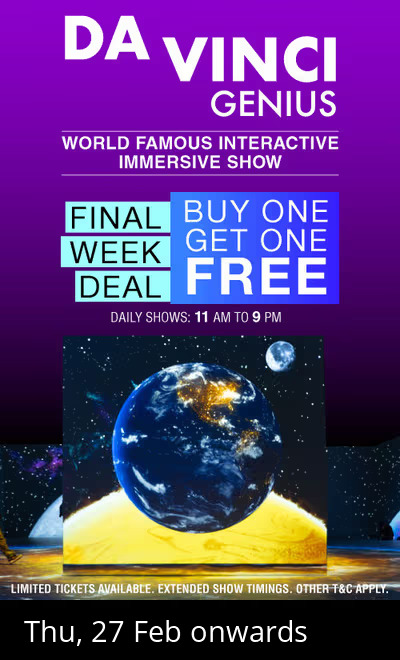 DA VINCI
GENIUS
WORLD FAMOUS INTERACTIVE
IMMERSIVE SHOW
FINAL
WEEK
DEAL
BUY ONE
GET ONE
FREE
DAILY SHOWS: 11 AM TO 9 PM
LIMITED TICKETS AVAILABLE. EXTENDED SHOW TIMINGS. OTHER T&C APPLY.
Thu, 27 Feb onwards